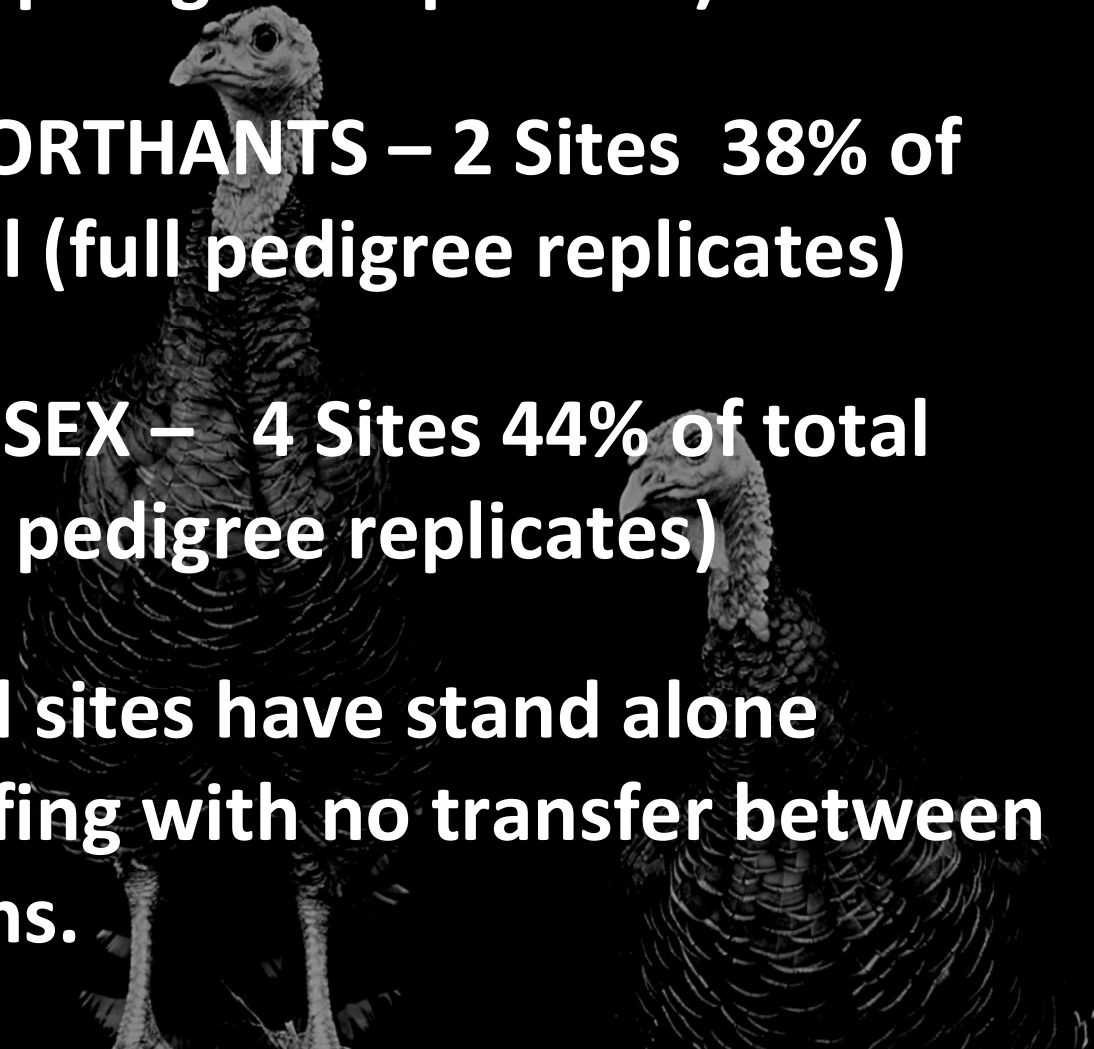 ORTHANTS – 2 Sites 38% of
l (full pedigree replicates)
SEX – 4 Sites 44% of total
pedigree replicates)
l sites have stand alone
fing with no transfer between
ns.